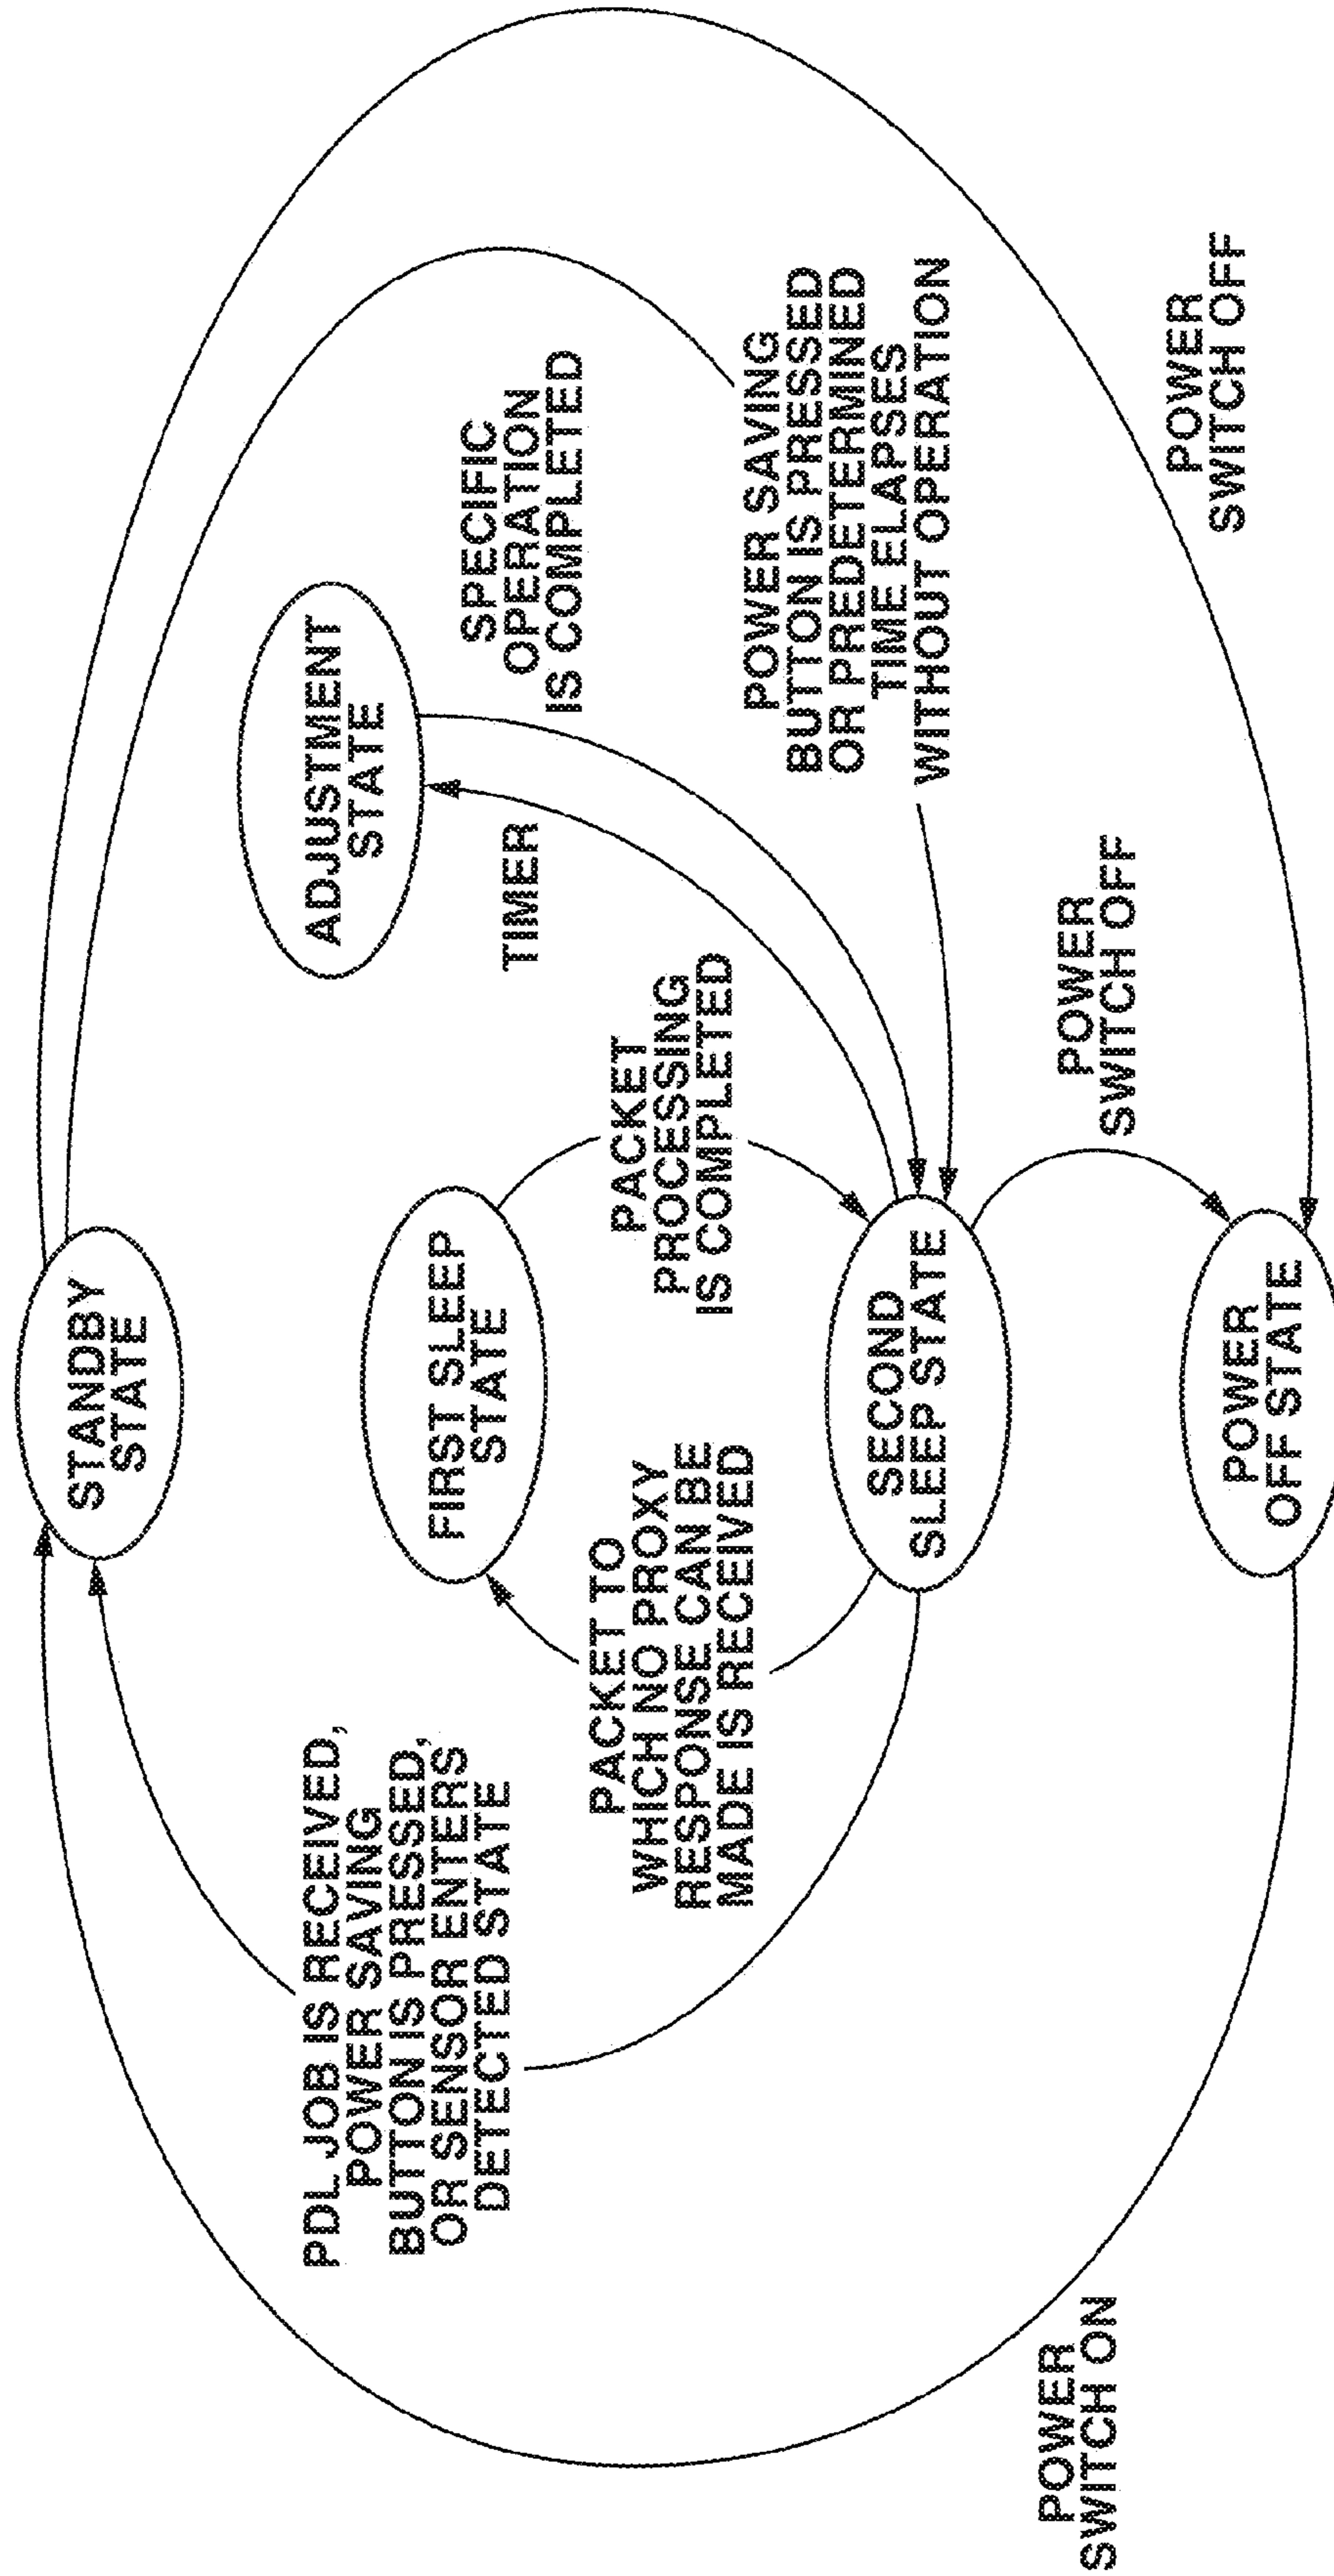 STANDBY
STATE
PDL JOB IS RECEIVED,
POWER SAVING
BUTTON IS PRESSED,
OR SENSOR ENTERS
DETECTED STATE
FIRST SLEEP
STATE
ADJUSTMENT
STATE
SPECIFIC
OPERATION
IS COMPLETED
TIMER
PACKET TO
WHICH NO PROXY
RESPONSE CAN BE
MADE IS RECEIVED
PACKET
PROCESSING
IS COMPLETED
POWER SAVING
BUTTON IS PRESSED
OR PREDETERMINED
TIME ELAPSES
WITHOUT OPERATION
SECOND
SLEEP STATE
POWER
SWITCH ON
POWER
SWITCH OFF
POWER
SWITCH OFF
POWER
OFF STATE